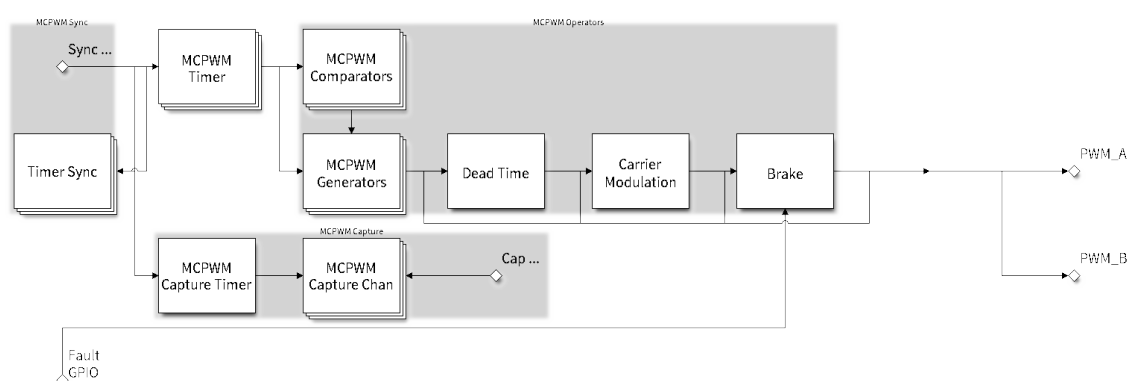 MCPWM Sync
MCPWM Operators
Sync ...
MCPWM
Timer
MCPWM
Comparators
Timer Sync
MCPWM
Generators
Dead Time
Carrier
Modulation
Brake
PWM_A
MCPWM Capture
MCPWM
Capture Timer
MCPWM
Capture Chan
Cap ...
PWM_B
Fault
GPIO